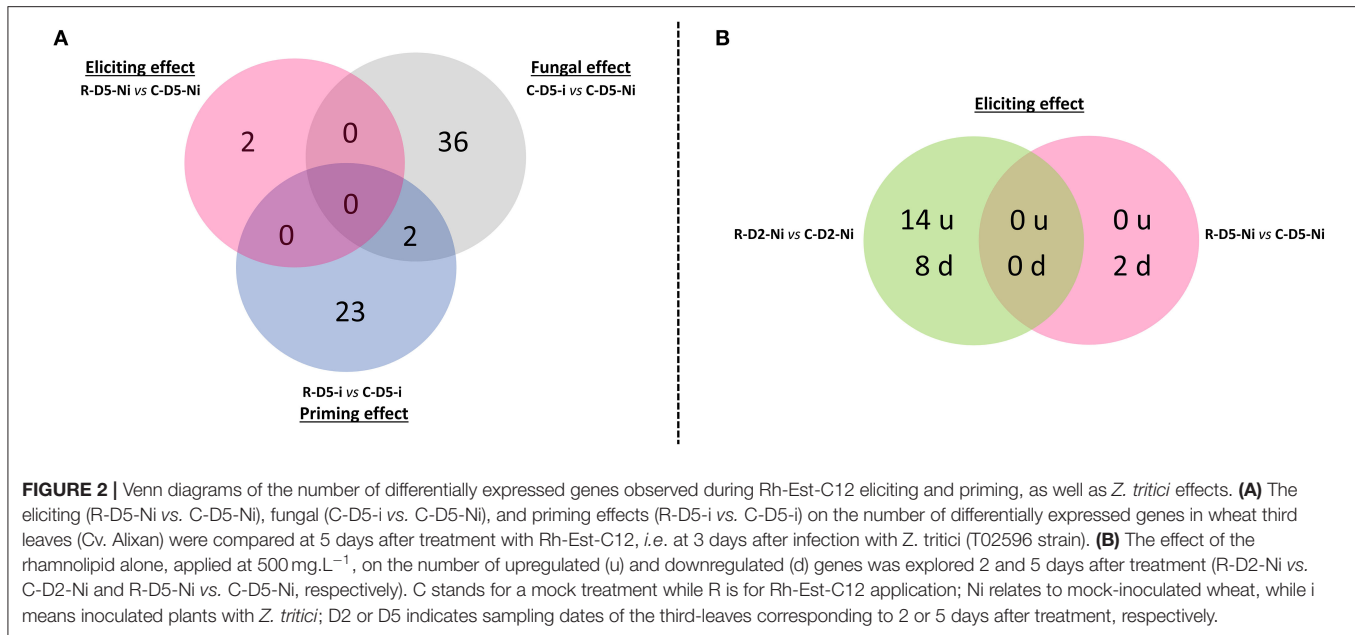 A
Eliciting effect
R-D5-Ni vs C-D5-Ni
Fungal effect
C-D5-i vs C-D5-Ni
2
0
36
0
0
2
23
R-D5-i vs C-D5-i
Priming effect
B
Eliciting effect
R-D2-Ni vs C-D2-Ni
14 u
0 u
0 u
8 d
0 d
2 d
R-D5-Ni vs C-D5-Ni
FIGURE 2 | Venn diagrams of the number of differentially expressed genes observed during Rh-Est-C12 eliciting and priming, as well as Z. tritici effects. (A) The
eliciting (R-D5-Ni vs. C-D5-Ni), fungal (C-D5-i vs. C-D5-Ni), and priming effects (R-D5-i vs. C-D5-i) on the number of differentially expressed genes in wheat third
leaves (Cv. Alixan) were compared at 5 days after treatment with Rh-Est-C12, i.e. at 3 days after infection with Z. tritici (T02596 strain). (B) The effect of the
rhamnolipid alone, applied at 500 mg.L−1, on the number of upregulated (u) and downregulated (d) genes was explored 2 and 5 days after treatment (R-D2-Ni vs.
C-D2-Ni and R-D5-Ni vs. C-D5-Ni, respectively). C stands for a mock treatment while R is for Rh-Est-C12 application; Ni relates to mock-inoculated wheat, while i
means inoculated plants with Z. tritici; D2 or D5 indicates sampling dates of the third-leaves corresponding to 2 or 5 days after treatment, respectively.